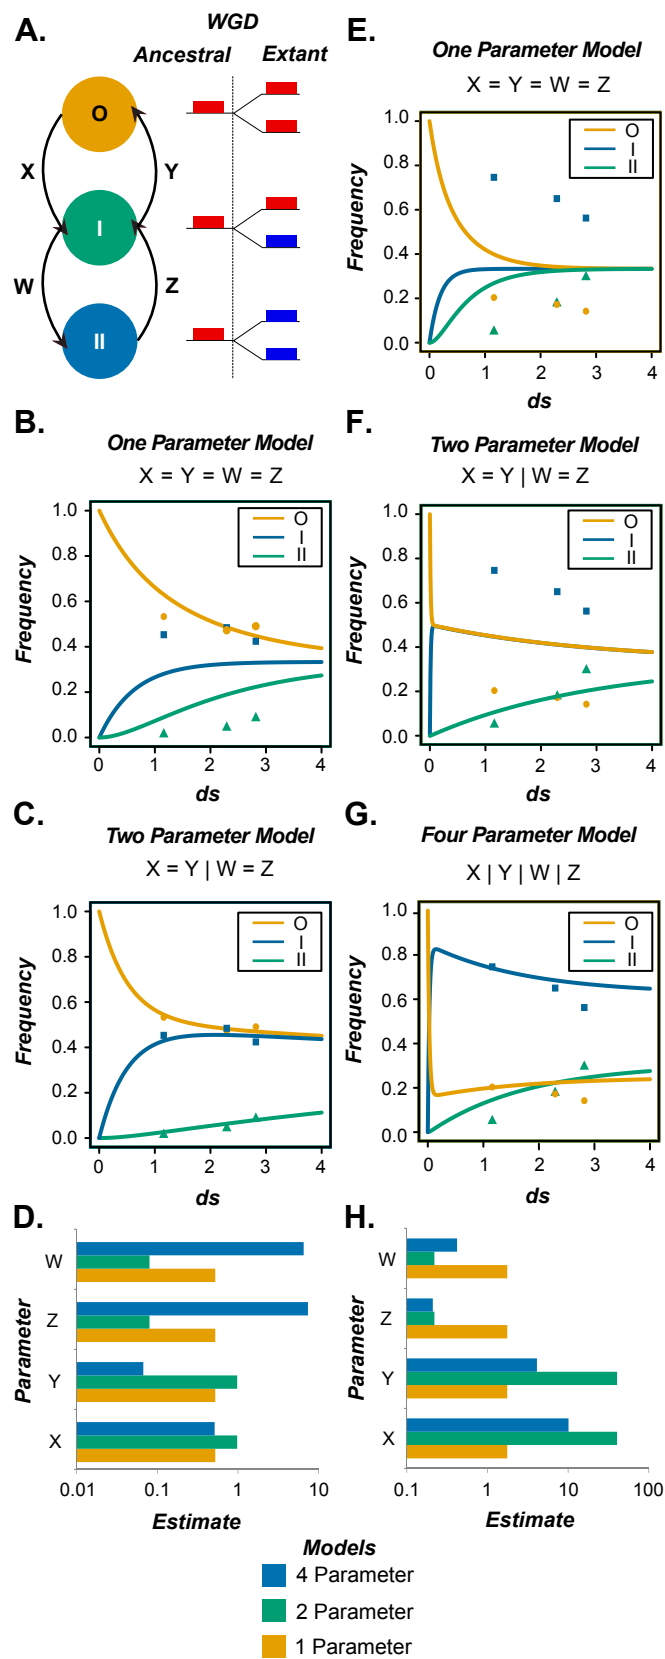 A.
WGD
Ancestral Extant
O
X Y
I
W Z
II
B.
One Parameter Model
X = Y = W = Z
1.0
0.8
0.6
0.4
0.2
0.0
Frequency
O
I
II
0 1 2 3 4
ds
C.
Two Parameter Model
X = Y | W = Z
1.0
0.8
0.6
0.4
0.2
0.0
Frequency
O
I
II
0 1 2 3 4
ds
D.
W
Z
Y
X
Parameter
0.01 0.1 1 10
Estimate
E.
One Parameter Model
X = Y = W = Z
1.0
0.8
0.6
0.4
0.2
0.0
Frequency
O
I
II
0 1 2 3 4
ds
F.
Two Parameter Model
X = Y | W = Z
1.0
0.8
0.6
0.4
0.2
0.0
Frequency
O
I
II
0 1 2 3 4
ds
G.
Four Parameter Model
X | Y | W | Z
1.0
0.8
0.6
0.4
0.2
0.0
Frequency
O
I
II
0 1 2 3 4
ds
H.
W
Z
Y
X
Parameter
0.1 1 10 100
Estimate
Models
4 Parameter
2 Parameter
1 Parameter